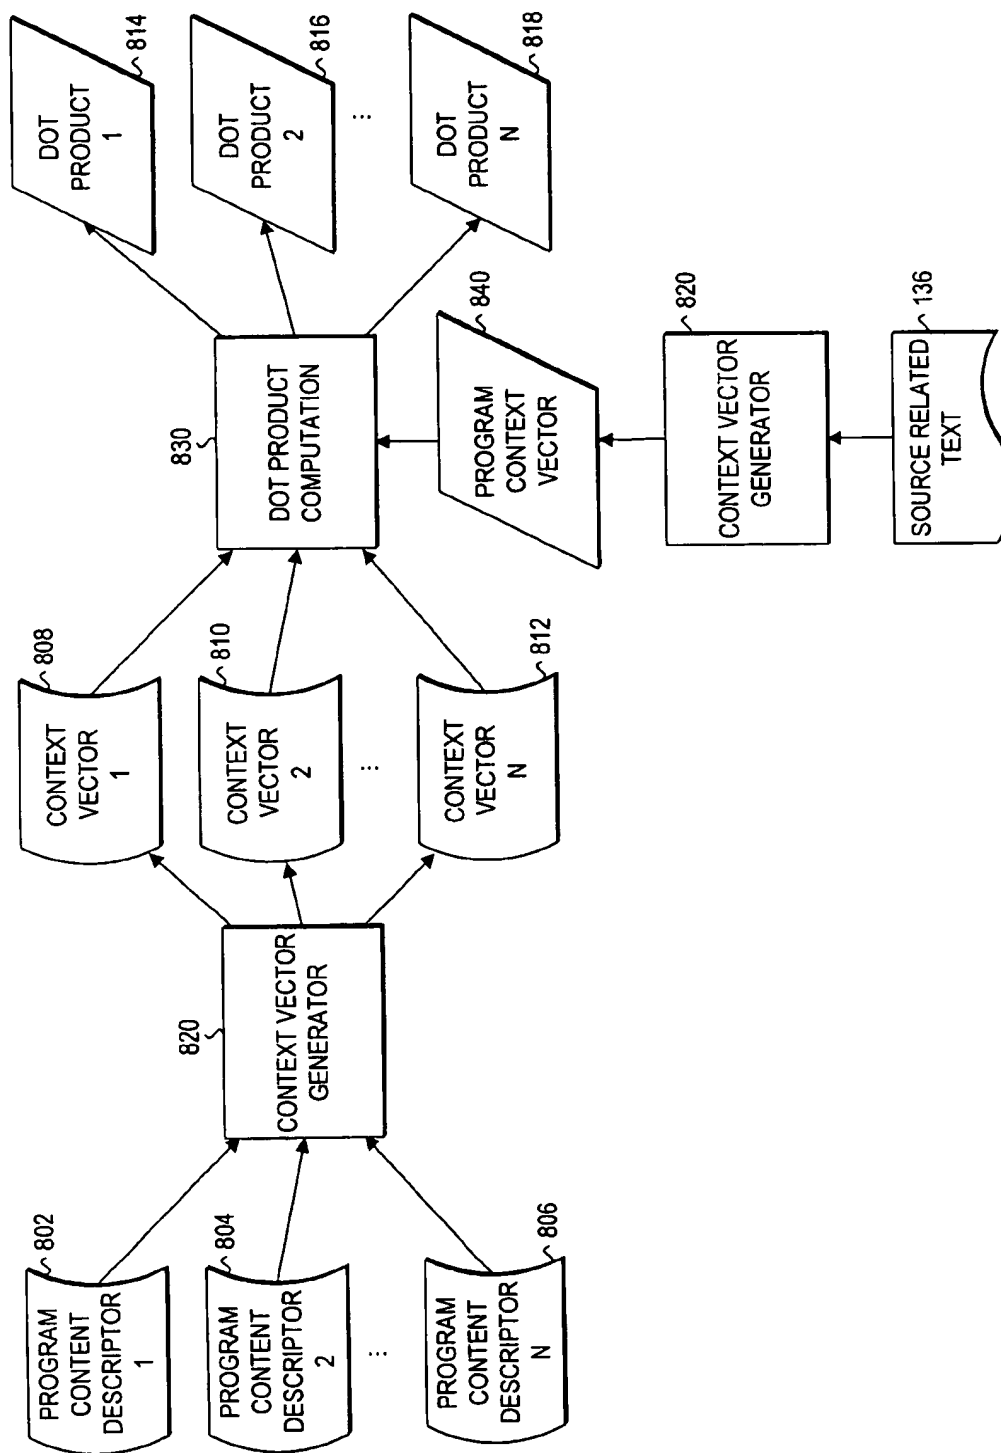 PROGRAM
CONTENT
DESCRIPTOR
1
802
PROGRAM
CONTENT
DESCRIPTOR
2
804
...
PROGRAM
CONTENT
DESCRIPTOR
N
806
820
CONTEXT VECTOR
GENERATOR
CONTEXT
VECTOR
1
808
CONTEXT
VECTOR
2
810
...
CONTEXT
VECTOR
N
812
830
DOT PRODUCT
COMPUTATION
DOT
PRODUCT
1
814
DOT
PRODUCT
2
816
...
DOT
PRODUCT
N
818
PROGRAM
CONTEXT
VECTOR
840
CONTEXT VECTOR
GENERATOR
820
SOURCE RELATED
TEXT
136